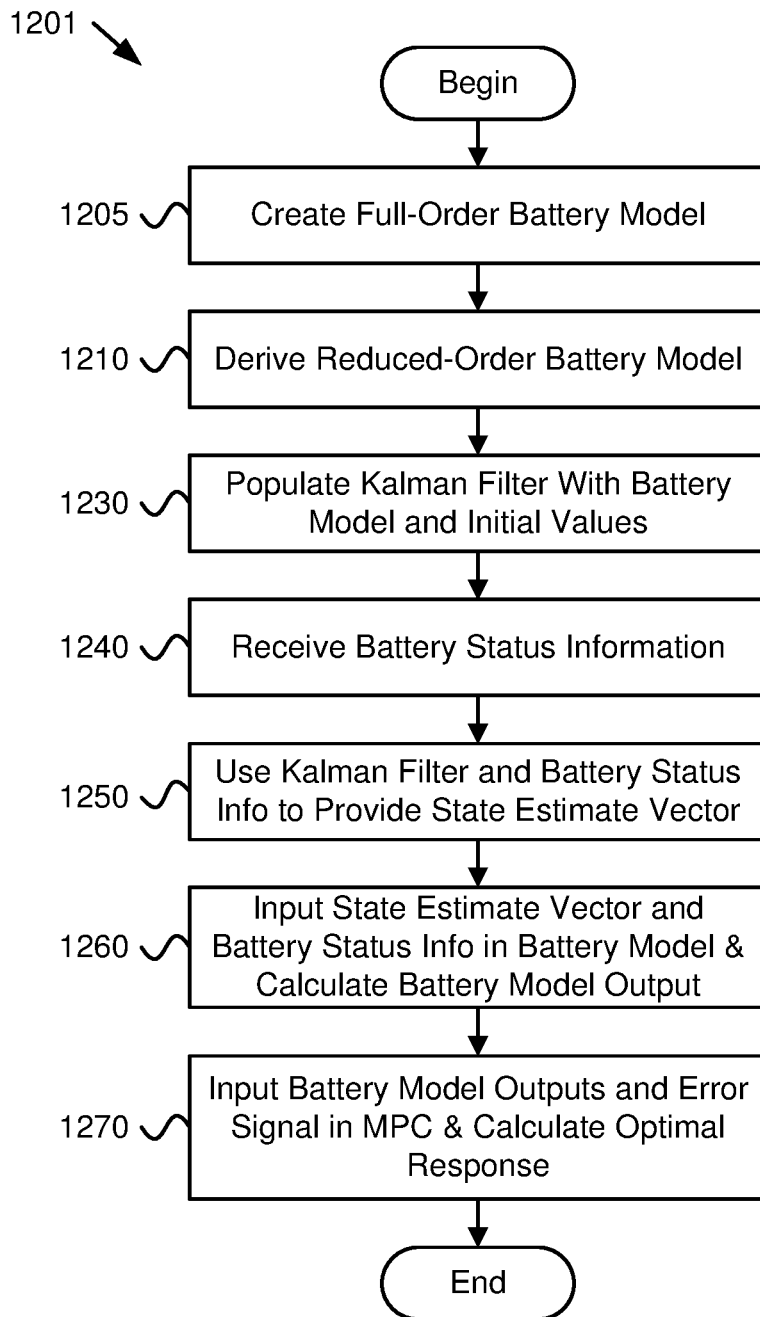 1201
Begin
1205
Create Full-Order Battery Model
1210
Derive Reduced-Order Battery Model
1230
Populate Kalman Filter With Battery
Model and Initial Values
1240
Receive Battery Status Information
1250
Use Kalman Filter and Battery Status
Info to Provide State Estimate Vector
1260
Input State Estimate Vector and
Battery Status Info in Battery Model &
Calculate Battery Model Output
1270
Input Battery Model Outputs and Error
Signal in MPC & Calculate Optimal
Response
End